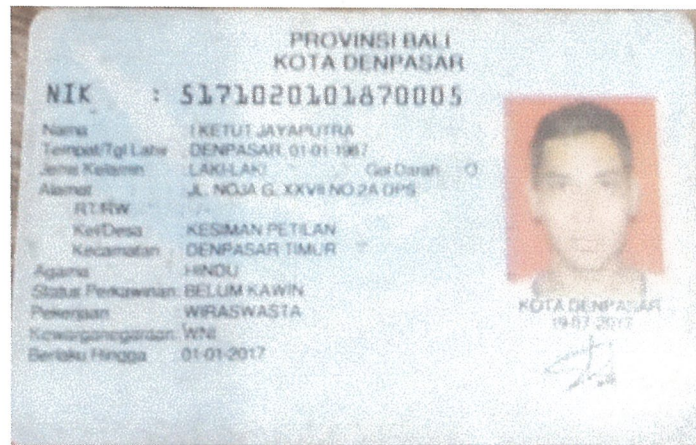 PROVINSI BALI
KOTA DENPASAR
NIK : 5171020101870005
Nama I KETUT JAYAPUTRA
Tempat/Tgl Lahir DENPASAR, 01-01-1987
Jenis Kelamin LAKI-LAKI Gol Darah O
Alamat JL. NOJA G. XXVII NO 2A DPS
RT/RW
Kel/Desa KESIMAN PETILAN
Kecamatan DENPASAR TIMUR
Agama HINDU
Status Perkawinan: BELUM KAWIN
Pekerjaan WIRASWASTA
Kewarganegaraan: WNI
Berlaku Hingga 01-01-2017
KOTA DENPASAR